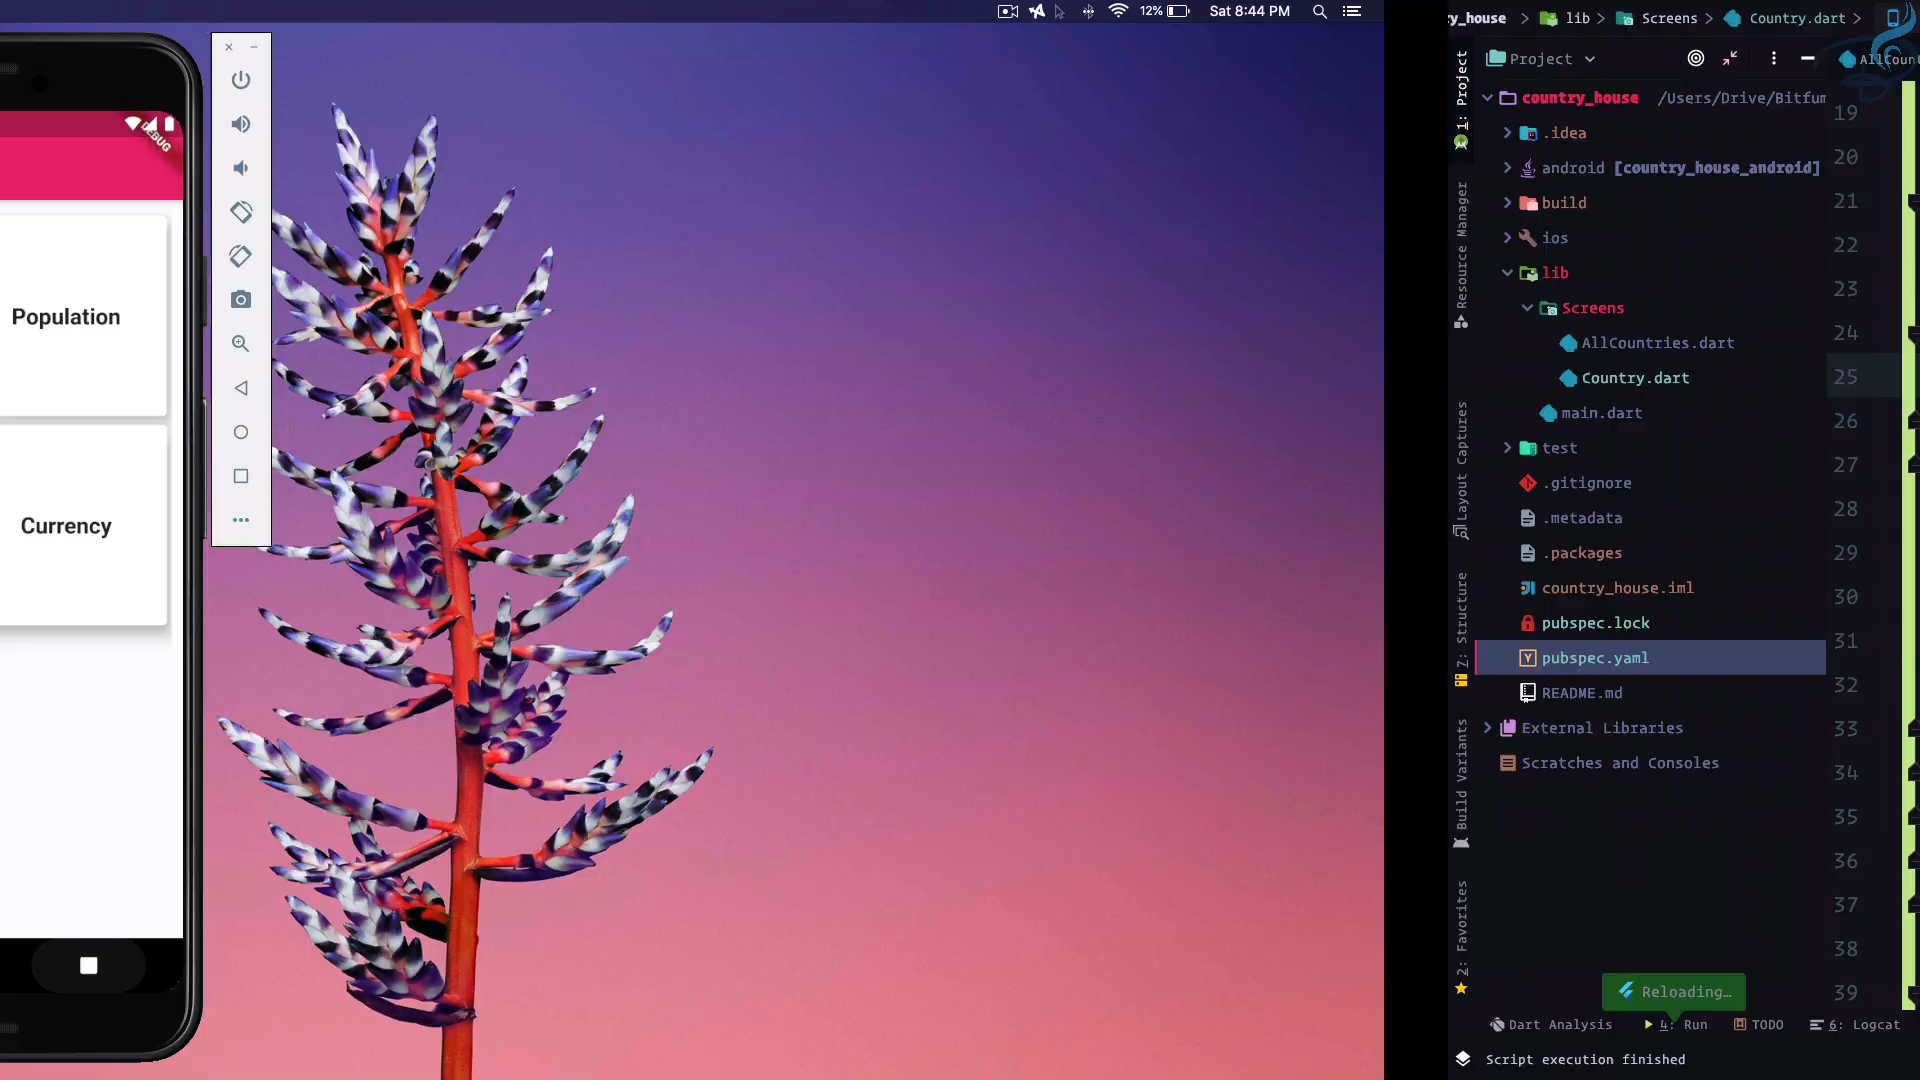 12%
Sat 8:44 PM
DEBUG
Population
Currency
y_house
lib
Screens
Country.dart
1: Project
Resource Manager
Layout Captures
7: Structure
Build Variants
2: Favorites
Project
AllCount
country_house /Users/Drive/Bitfum
.idea
android [country_house_android]
build
ios
lib
Screens
AllCountries.dart
Country.dart
main.dart
test
.gitignore
.metadata
.packages
country_house.iml
pubspec.lock
pubspec.yaml
README.md
External Libraries
Scratches and Consoles
19
20
21
22
23
24
25
26
27
28
29
30
31
32
33
34
35
36
37
38
39
Reloading…
Dart Analysis
4: Run
TODO
6: Logcat
Script execution finished